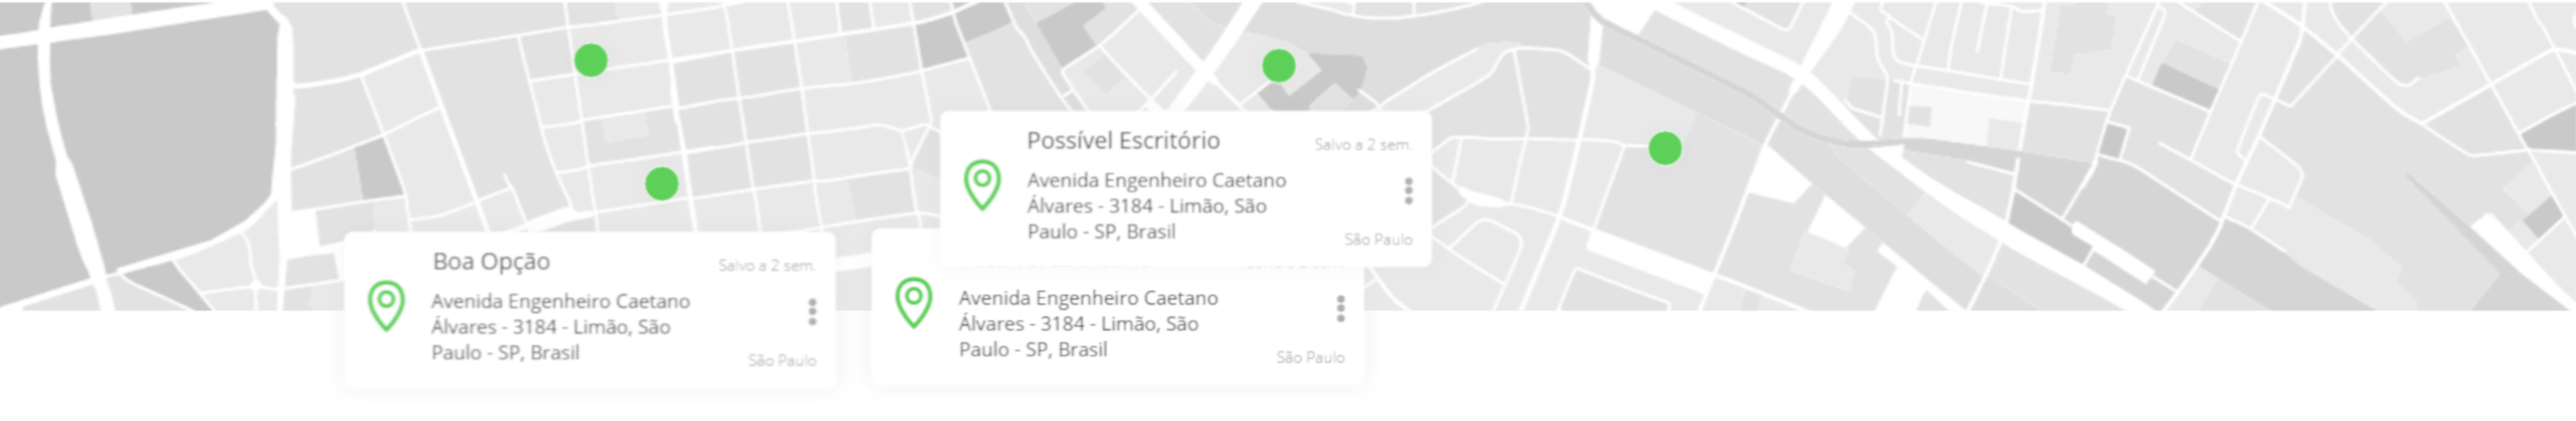 Possível Escritório
Salvo a 2 sem.
Avenida Engenheiro Caetano
Álvares - 3184 - Limão, São
Paulo - SP, Brasil
São Paulo
Boa Opção
Salvo a 2 sem.
Avenida Engenheiro Caetano
Álvares - 3184 - Limão, São
Paulo - SP, Brasil
São Paulo
Avenida Engenheiro Caetano
Álvares - 3184 - Limão, São
Paulo - SP, Brasil
São Paulo